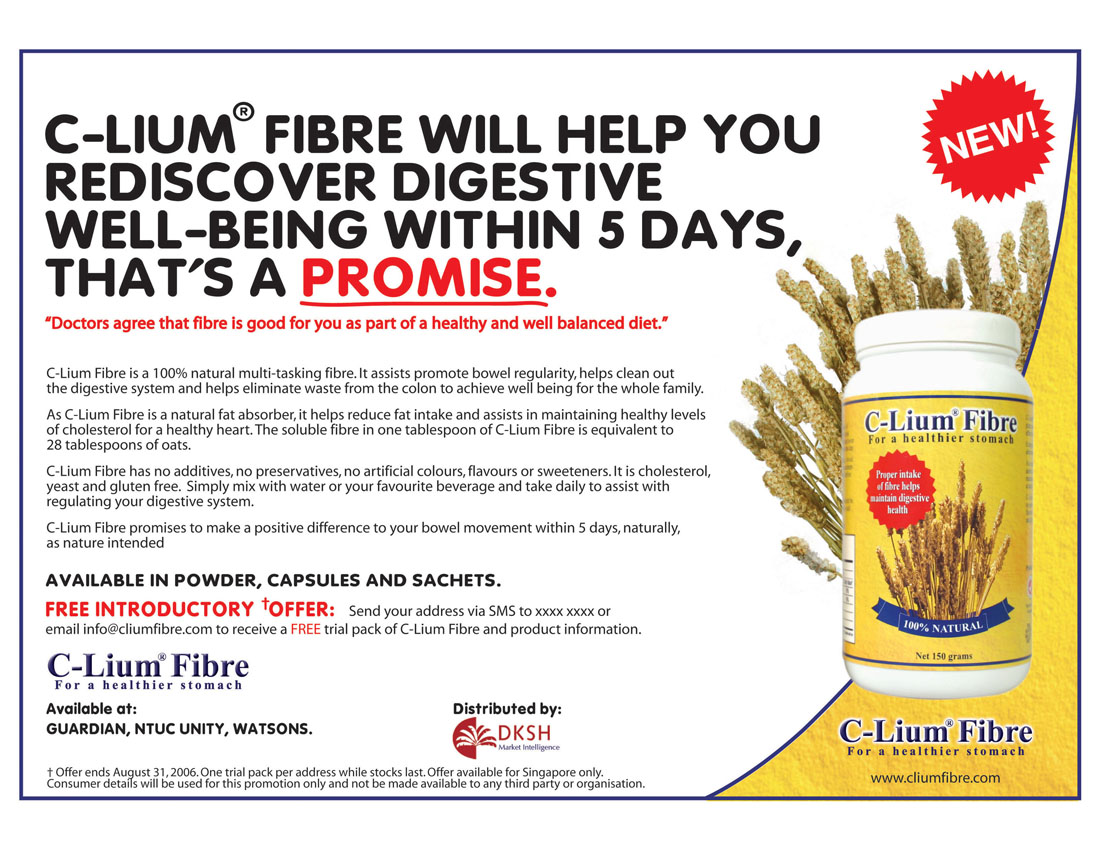 C-LIUM® FIBRE WILL HELP YOU
REDISCOVER DIGESTIVE
WELL-BEING WITHIN 5 DAYS,
THAT'S A PROMISE.
NEW!
"Doctors agree that fibre is good for you as part of a healthy and well balanced diet."
C-Lium Fibre is a 100% natural multi-tasking fibre. It assists promote bowel regularity, helps clean out
the digestive system and helps eliminate waste from the colon to achieve well being for the whole family.
As C-Lium Fibre is a natural fat absorber, it helps reduce fat intake and assists in maintaining healthy levels
of cholesterol for a healthy heart. The soluble fibre in one tablespoon of C-Lium Fibre is equivalent to
28 tablespoons of oats.
C-Lium Fibre has no additives, no preservatives, no artificial colours, flavours or sweeteners. It is cholesterol,
yeast and gluten free. Simply mix with water or your favourite beverage and take daily to assist with
regulating your digestive system.
C-Lium Fibre promises to make a positive difference to your bowel movement within 5 days, naturally,
as nature intended
AVAILABLE IN POWDER, CAPSULES AND SACHETS.
FREE INTRODUCTORY †OFFER: Send your address via SMS to xxxx xxxx or
email info@cliumfibre.com to receive a FREE trial pack of C-Lium Fibre and product information.
C-Lium® Fibre
For a healthier stomach
Available at:
GUARDIAN, NTUC UNITY, WATSONS.
Distributed by:
DKSH
Market Intelligence
† Offer ends August 31, 2006. One trial pack per address while stocks last. Offer available for Singapore only.
Consumer details will be used for this promotion only and not be made available to any third party or organisation.
C-Lium® Fibre
For a healthier stomach
Proper intake
of fibre helps
maintain digestive
health
100% NATURAL
Net 150 grams
C-Lium® Fibre
For a healthier stomach
www.cliumfibre.com